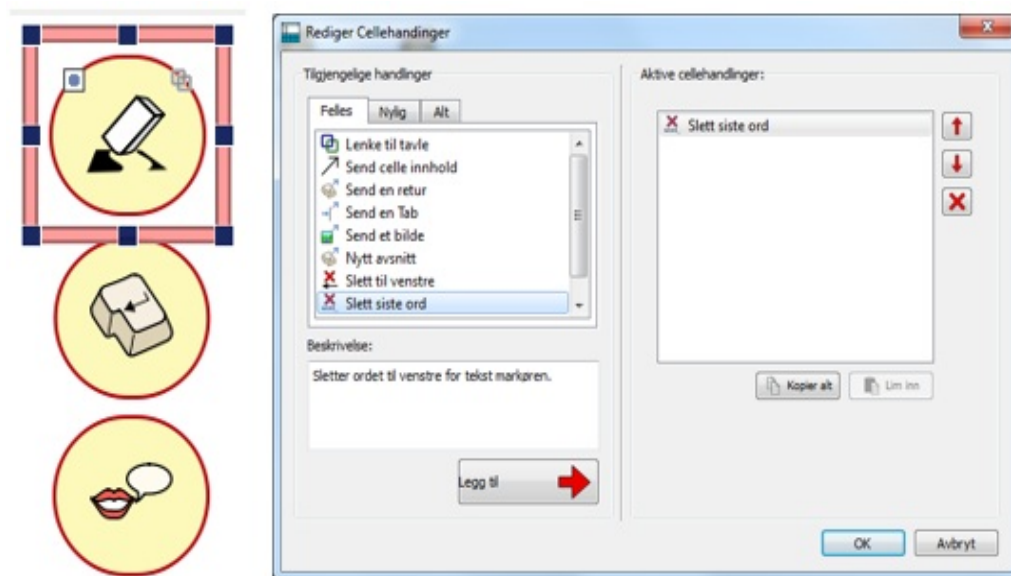 Rediger Cellehandinger
Tilgjengelige handlinger
Felles
Nylig
Alt
Lenke til tavle
Send celle innhold
Send en retur
Send en Tab
Send et bilde
Nytt avsnitt
Slett til venstre
Slett siste ord
Beskrivelse:
Sletter ordet til venstre for tekst markøren.
Legg til
Aktive cellehandlinger:
Slett siste ord
Kopier alt
Lim inn
OK
Avbryt